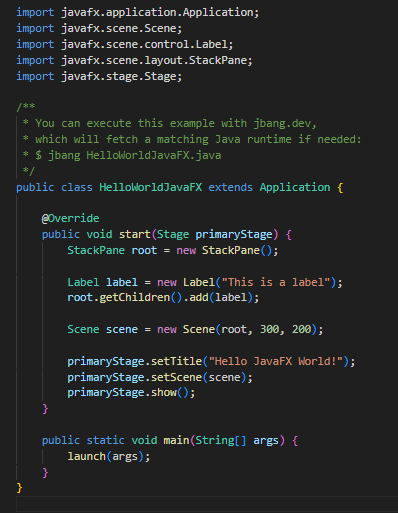 import javafx.application.Application;
import javafx.scene.Scene;
import javafx.scene.control.Label;
import javafx.scene.layout.StackPane;
import javafx.stage.Stage;

/**
 * You can execute this example with jbang.dev,
 * which will fetch a matching Java runtime if needed:
 * $ jbang HelloWorldJavaFX.java
 */
public class HelloWorldJavaFX extends Application {

    @Override
    public void start(Stage primaryStage) {
        StackPane root = new StackPane();

        Label label = new Label("This is a label");
        root.getChildren().add(label);

        Scene scene = new Scene(root, 300, 200);

        primaryStage.setTitle("Hello JavaFX World!");
        primaryStage.setScene(scene);
        primaryStage.show();
    }

    public static void main(String[] args) {
        launch(args);
    }
}